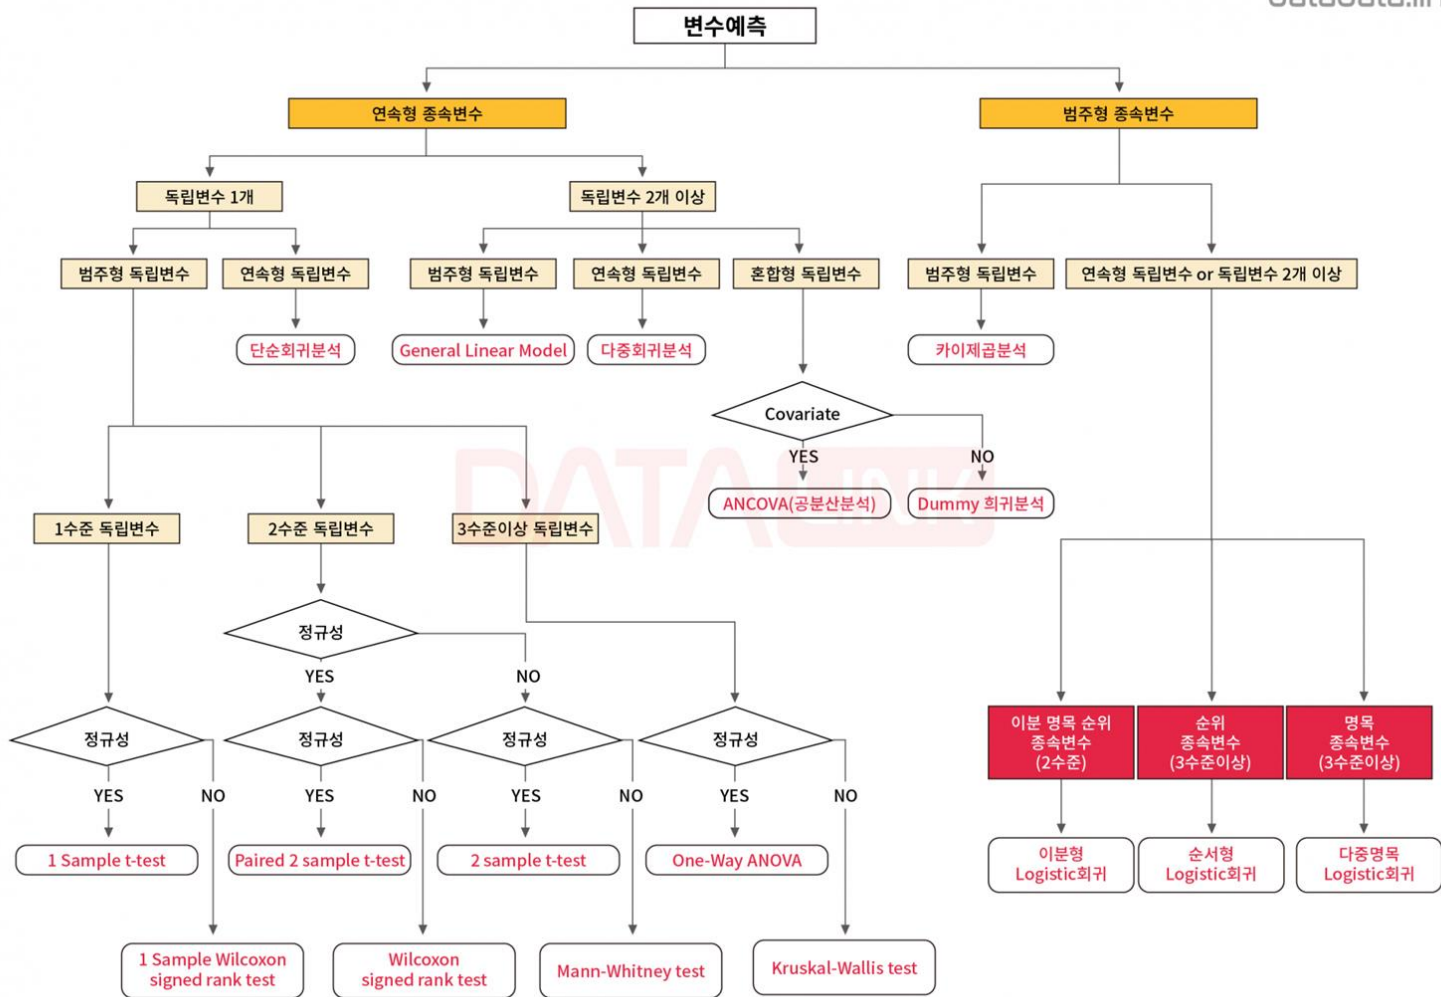 변수예측
연속형 종속변수
범주형 종속변수
독립변수 1개
독립변수 2개 이상
범주형 독립변수
연속형 독립변수
범주형 독립변수
연속형 독립변수
혼합형 독립변수
범주형 독립변수
연속형 독립변수 or 독립변수 2개 이상
단순회귀분석
General Linear Model
다중회귀분석
카이제곱분석
Covariate
YES
NO
ANCOVA(공분산분석)
Dummy 희귀분석
DATA LINK
1수준 독립변수
2수준 독립변수
3수준이상 독립변수
정규성
YES
NO
정규성
정규성
정규성
정규성
YES
NO
YES
NO
YES
NO
YES
NO
1 Sample t-test
Paired 2 sample t-test
2 sample t-test
One-Way ANOVA
1 Sample Wilcoxon
signed rank test
Wilcoxon
signed rank test
Mann-Whitney test
Kruskal-Wallis test
이분 명목 순위
종속변수
(2수준)
순위
종속변수
(3수준이상)
명목
종속변수
(3수준이상)
이분형
Logistic회귀
순서형
Logistic회귀
다중명목
Logistic회귀